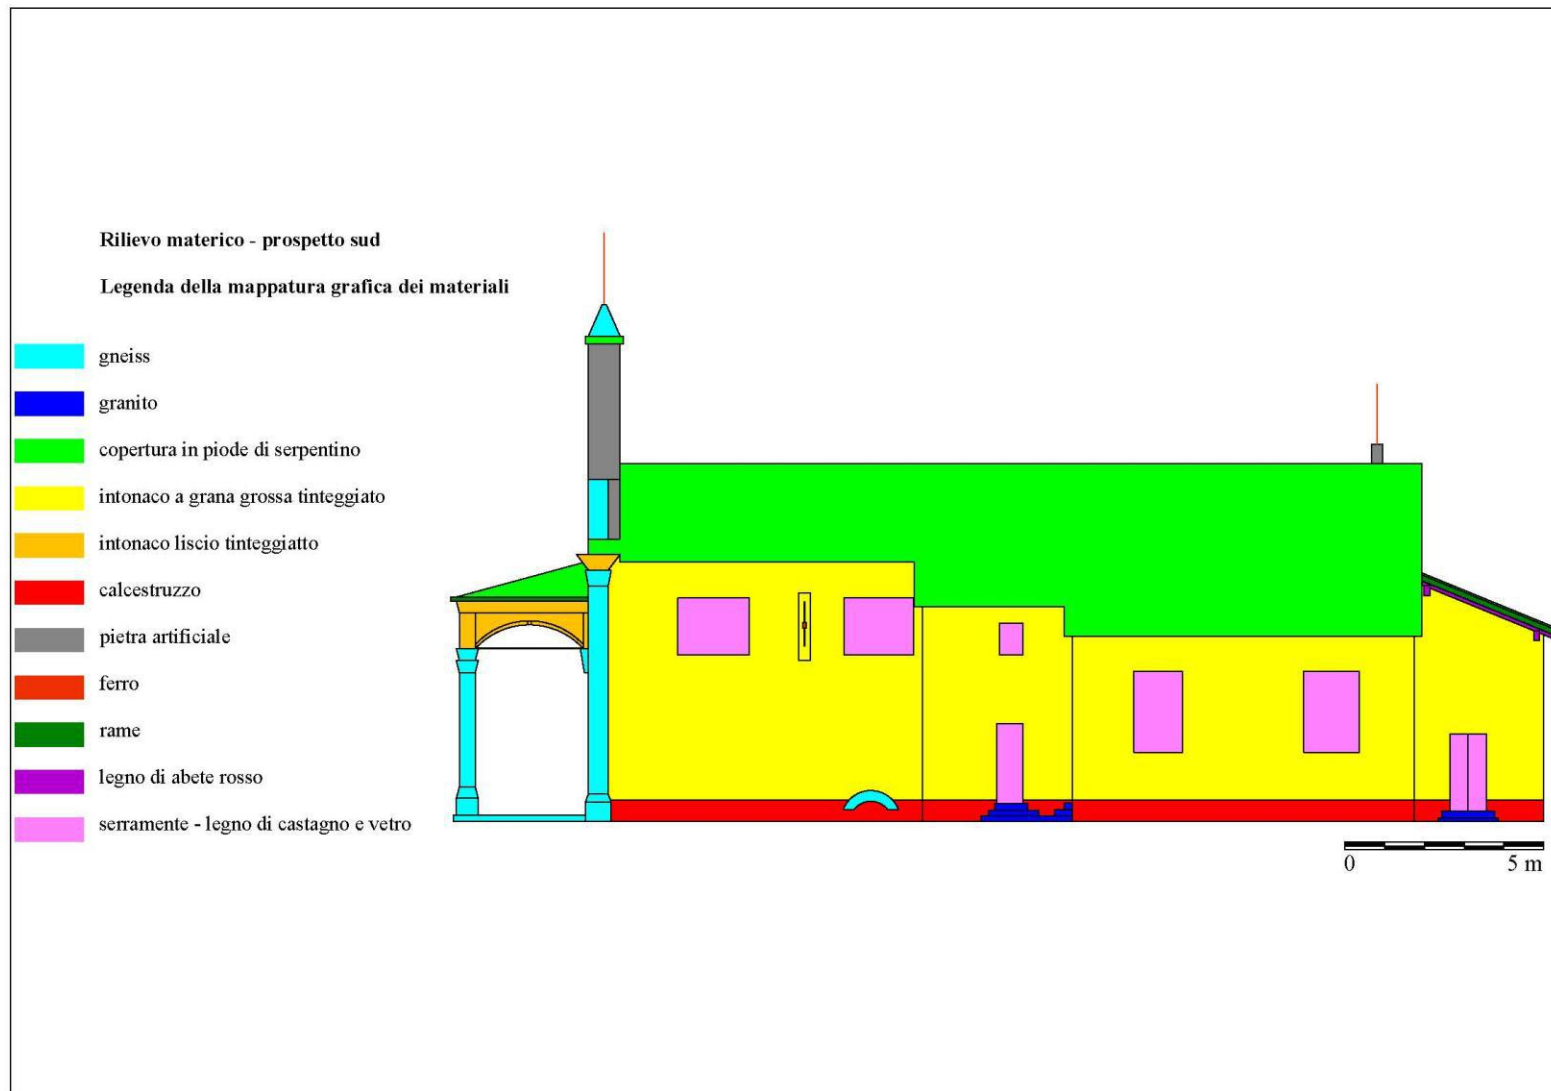 Rilievo materico - prospetto sud
Legenda della mappatura grafica dei materiali
gneiss
granito
copertura in piode di serpentino
intonaco a grana grossa tinteggiato
intonaco liscio tinteggiatto
calcestruzzo
pietra artificiale
ferro
rame
legno di abete rosso
serramente - legno di castagno e vetro
0 5 m